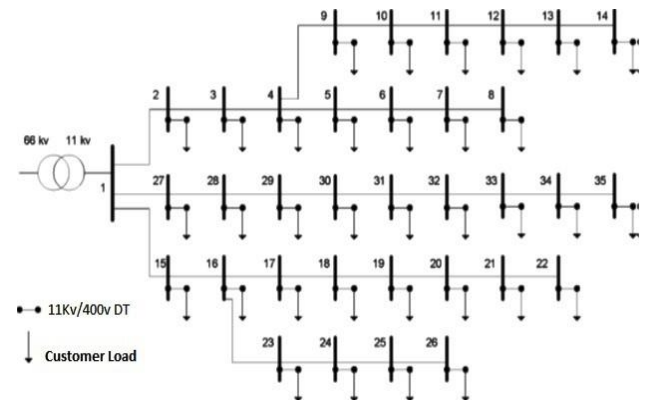 9 10 11 12 13 14
2 3 4 5 6 7 8
66 kv 11 kv
1
27 28 29 30 31 32 33 34 35
15 16 17 18 19 20 21 22
11Kv/400v DT
23 24 25 26
Customer Load